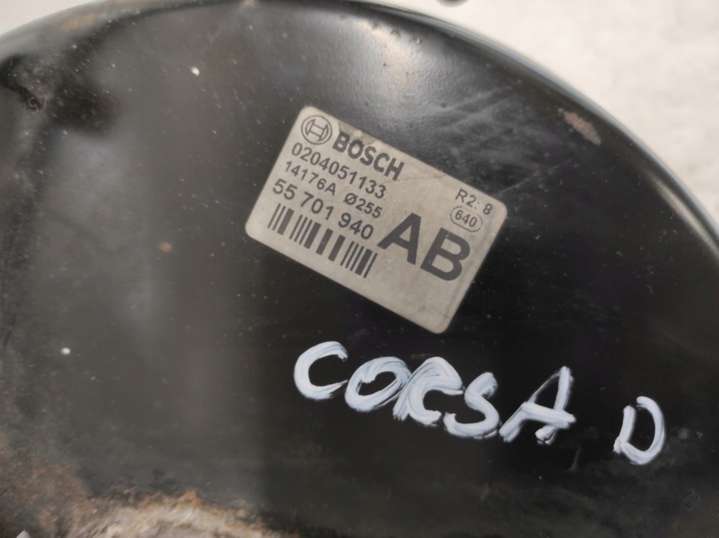 BOSCH
0204051133
14176A Ø255
55 701 940
R2: 8
640
AB
CORSA D